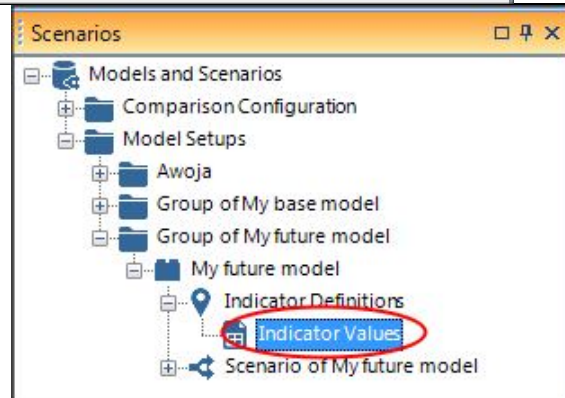 Scenarios
Models and Scenarios
Comparison Configuration
Model Setups
Awoja
Group of My base model
Group of My future model
My future model
Indicator Definitions
Indicator Values
Scenario of My future model